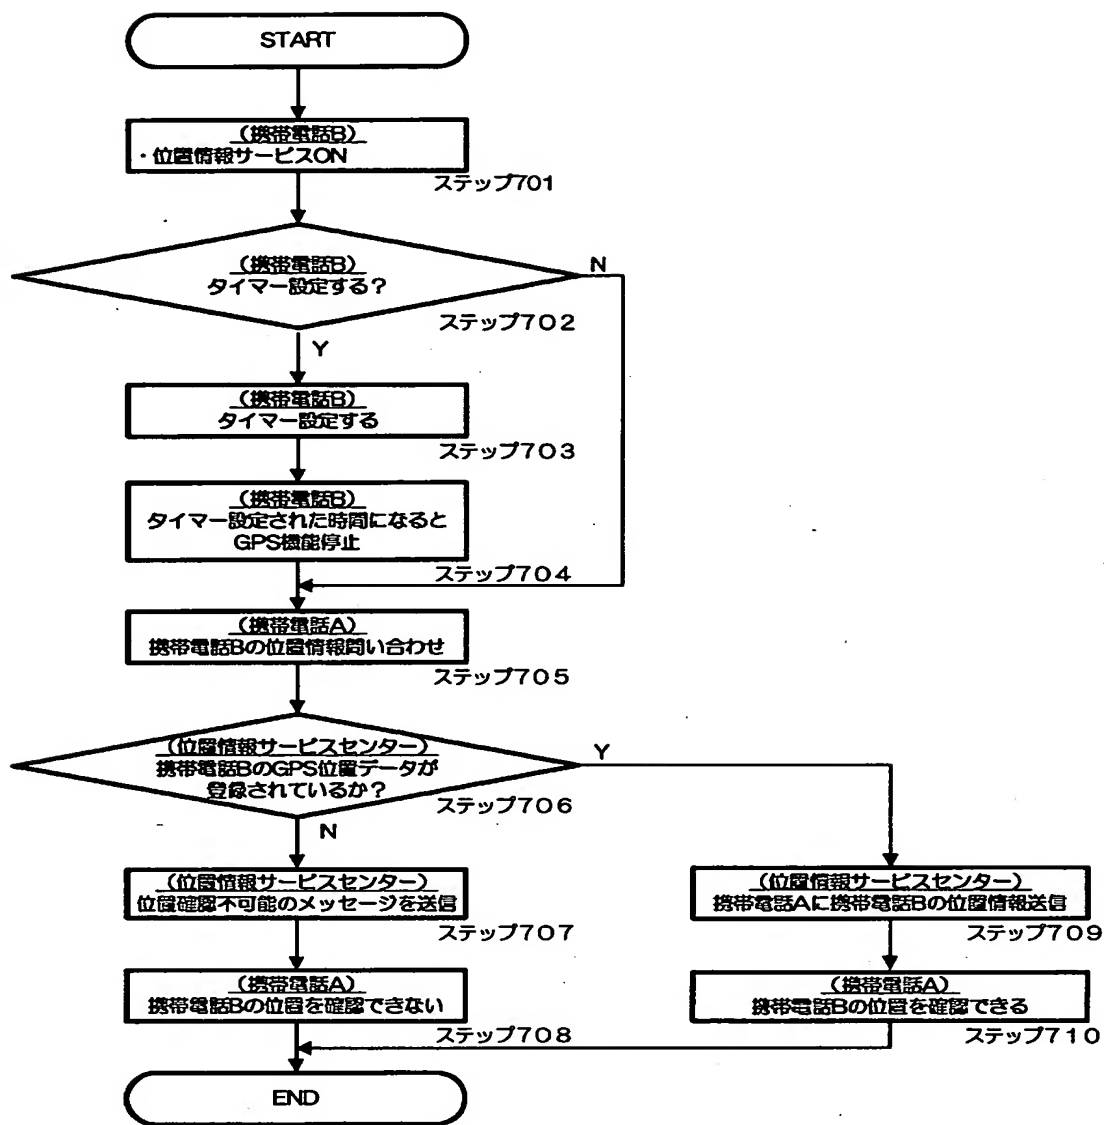 START
(携帯電話B)
・位置情報サービスON
ステップ701
(携帯電話B)
タイマー設定する?
N
ステップ702
Y
(携帯電話B)
タイマー設定する
ステップ703
(携帯電話B)
タイマー設定された時間になると
GPS機能停止
ステップ704
(携帯電話A)
携帯電話Bの位置情報問い合わせ
ステップ705
(位置情報サービスセンター)
携帯電話BのGPS位置データが
登録されているか?
Y
ステップ706
N
(位置情報サービスセンター)
位置確認不可能のメッセージを送信
ステップ707
(携帯電話A)
携帯電話Bの位置を確認できない
ステップ708
(位置情報サービスセンター)
携帯電話Aに携帯電話Bの位置情報送信
ステップ709
(携帯電話A)
携帯電話Bの位置を確認できる
ステップ710
END